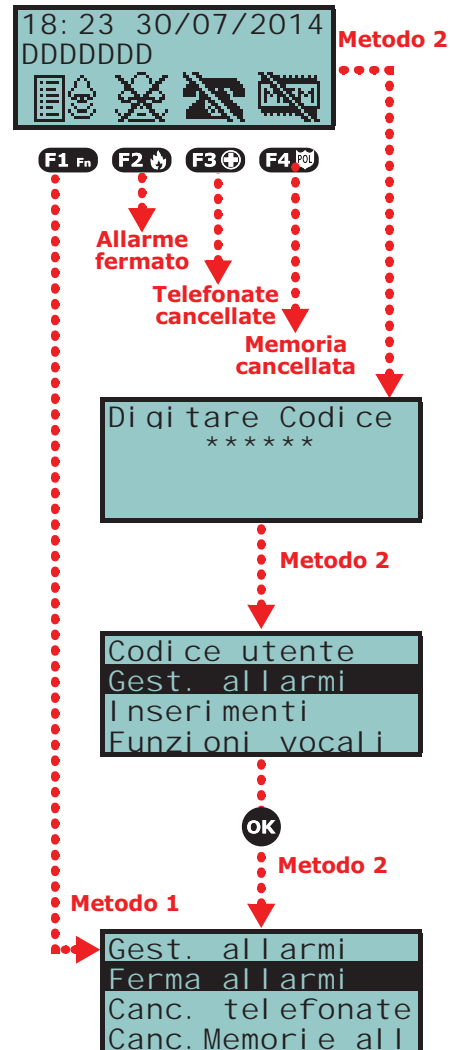 18:23 30/07/2014
Metodo 2
DDDDDDD
MEM
F1 Fn F2 F3 F4 POL
Allarme
fermato
Telefonate
cancellate
Memoria
cancellata
Digitare Codice
******
Metodo 2
Codice utente
Gest. allarmi
Inserimenti
Funzioni vocali
OK
Metodo 2
Metodo 1
Gest. allarmi
Ferma allarmi
Canc. telefonate
Canc.Memorie all